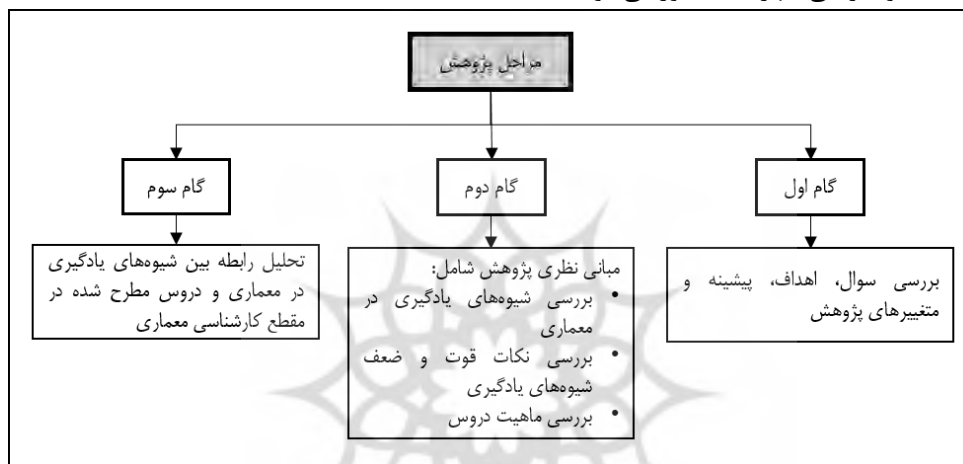 مراحل پژوهش
گام اول
گام دوم
گام سوم
بررسی سوال، اهداف، پیشینه و
متغییرهای پژوهش
مبانی نظری پژوهش شامل:
• بررسی شیوه‌های یادگیری در
معماری
• بررسی نکات قوت و ضعف
شیوه‌های یادگیری
• بررسی ماهیت دروس
تحلیل رابطه بین شیوه‌های یادگیری
در معماری و دروس مطرح شده در
مقطع کارشناسی معماری